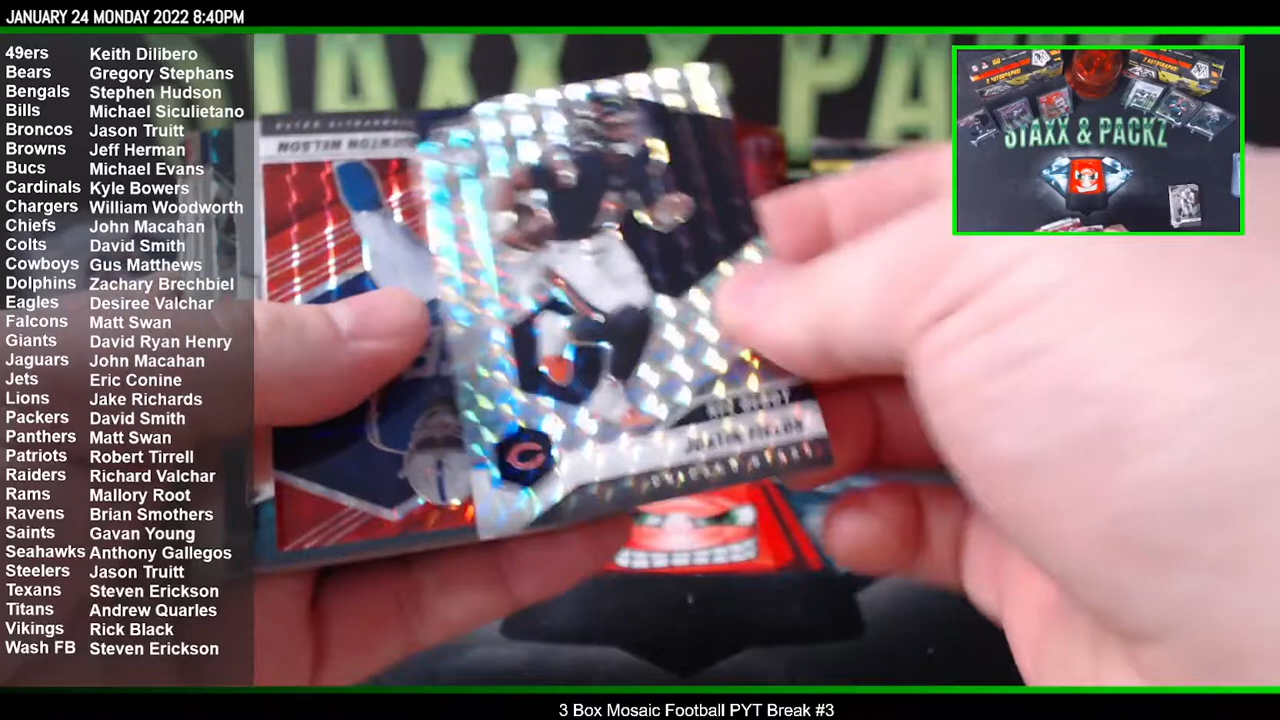 JANUARY 24 MONDAY 2022 8:40PM
49ers Keith Dilibero
Bears Gregory Stephans
Bengals Stephen Hudson
Bills Michael Siculietano
Broncos Jason Truitt
Browns Jeff Herman
Bucs Michael Evans
Cardinals Kyle Bowers
Chargers William Woodworth
Chiefs John Macahan
Colts David Smith
Cowboys Gus Matthews
Dolphins Zachary Brechbiel
Eagles Desiree Valchar
Falcons Matt Swan
Giants David Ryan Henry
Jaguars John Macahan
Jets Eric Conine
Lions Jake Richards
Packers David Smith
Panthers Matt Swan
Patriots Robert Tirrell
Raiders Richard Valchar
Rams Mallory Root
Ravens Brian Smothers
Saints Gavan Young
Seahawks Anthony Gallegos
Steelers Jason Truitt
Texans Steven Erickson
Titans Andrew Quarles
Vikings Rick Black
Wash FB Steven Erickson
QUENTON NELSON
JUSTIN FIELDS
STAXX & PACKZ
3 Box Mosaic Football PYT Break #3